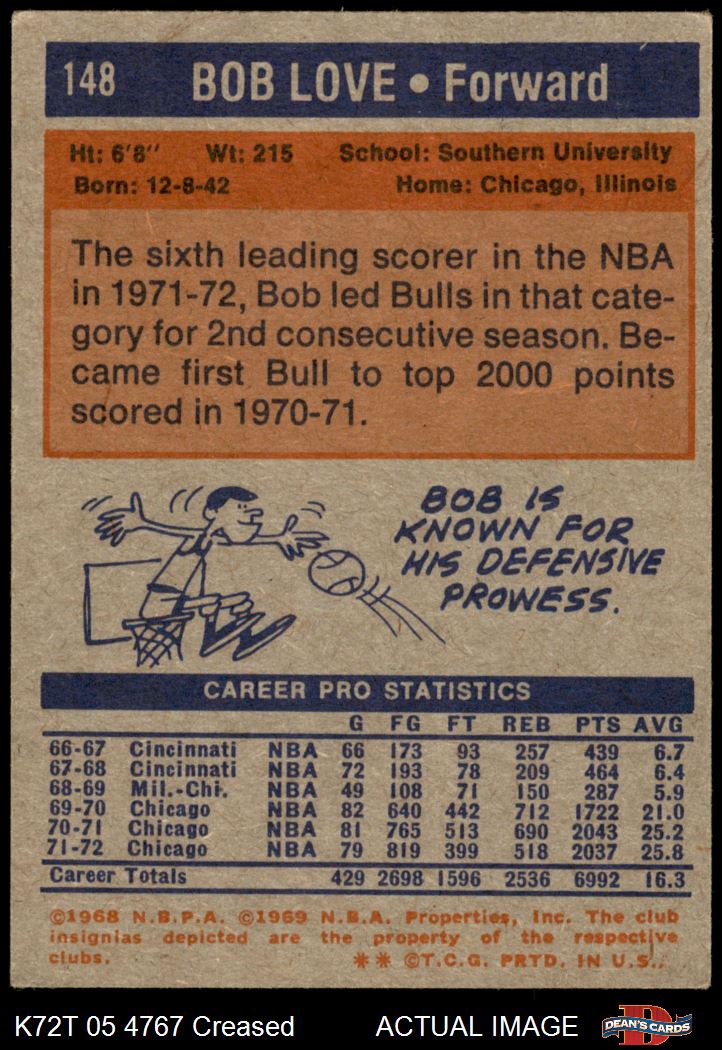 148 BOB LOVE • Forward
Ht: 6'8" Wt: 215 School: Southern University
Born: 12-8-42 Home: Chicago, Illinois
The sixth leading scorer in the NBA
in 1971-72, Bob led Bulls in that cate-
gory for 2nd consecutive season. Be-
came first Bull to top 2000 points
scored in 1970-71.
BOB IS
KNOWN FOR
HIS DEFENSIVE
PROWESS.
CAREER PRO STATISTICS
G FG FT REB PTS AVG
66-67 Cincinnati NBA 66 173 93 257 439 6.7
67-68 Cincinnati NBA 72 193 78 209 464 6.4
68-69 Mil.-Chi. NBA 49 108 71 150 287 5.9
69-70 Chicago NBA 82 640 442 712 1722 21.0
70-71 Chicago NBA 81 765 513 690 2043 25.2
71-72 Chicago NBA 79 819 399 518 2037 25.8
Career Totals 429 2698 1596 2536 6992 16.3
©1968 N.B.P.A. ©1969 N.B.A. Properties, Inc. The club
insignias depicted are the property of the respective
clubs. ** ©T.C.G. PRTD. IN U.S.
K72T 05 4767 Creased ACTUAL IMAGE D DEAN'S CARDS